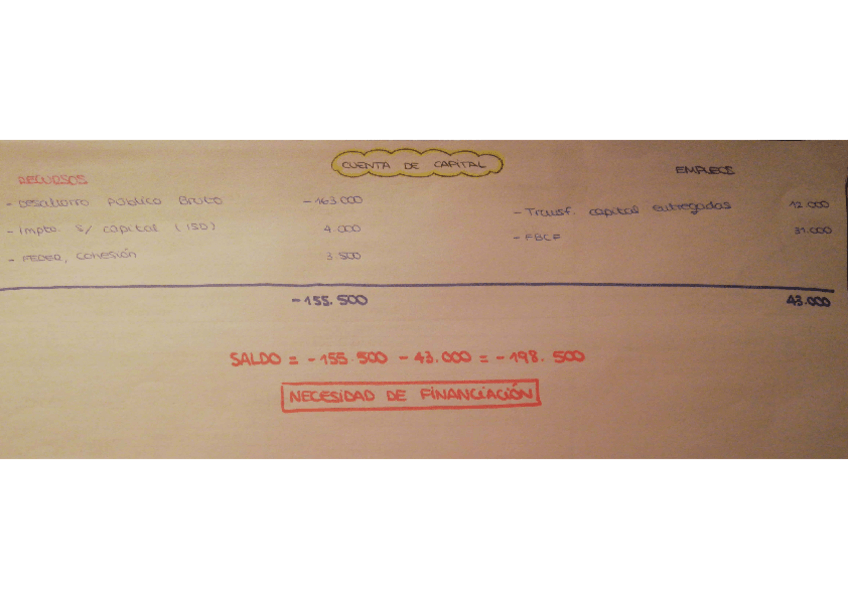 CUENTA DE CAPITAL
RECURSOS
EMPLEOS
- Desahorro Público Bruto -163.000
- Impto. s/ capital (ISD) 4.000
- FEDER, Cohesión 3.500
- Transf. capital entregadas 12.000
- FBCF 31.000
-155.500
43.000
SALDO = -155.500 - 43.000 = -198.500
NECESIDAD DE FINANCIACIÓN